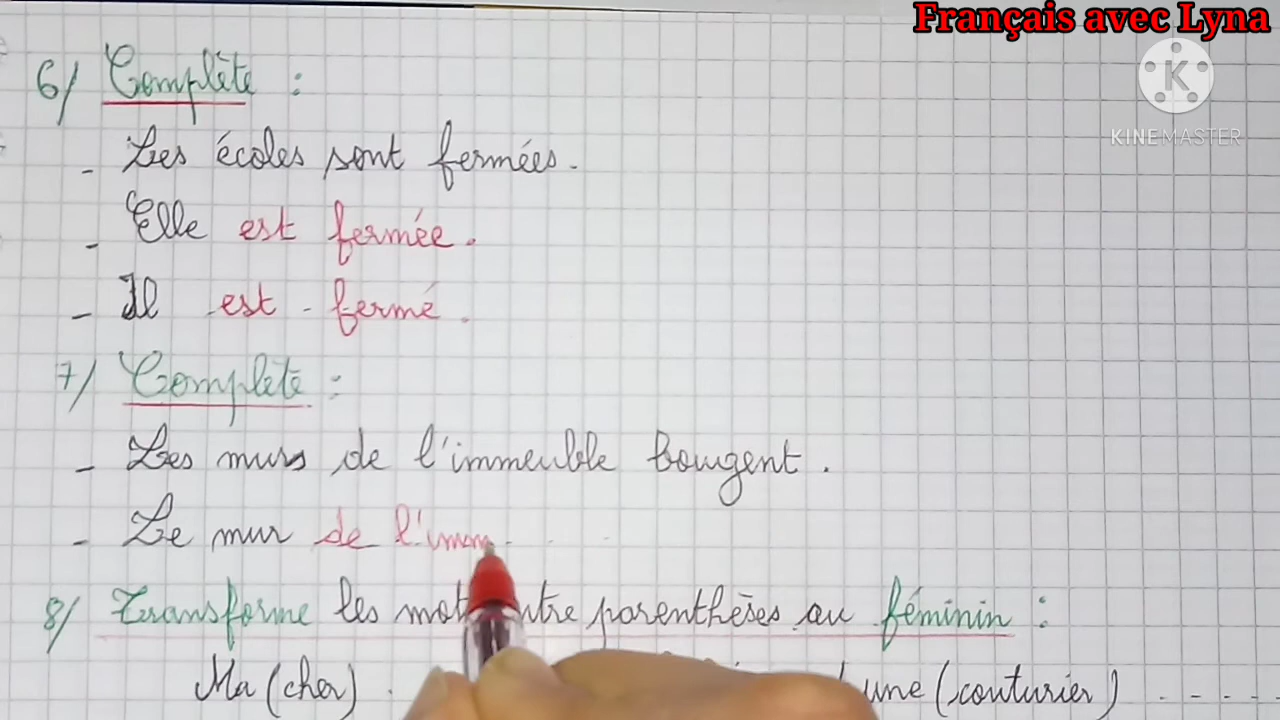 Français avec Lyna
KINEMASTER
6/ Complète :
- Les écoles sont fermées.
- Elle est fermée.
- Il est fermé.
7/ Complète :
- Les murs de l'immeuble bougent.
- Le mur de l'imm
8/ Transforme les mots entre parenthèses au féminin :
Ma (cher) . une (couturier) . - - - -